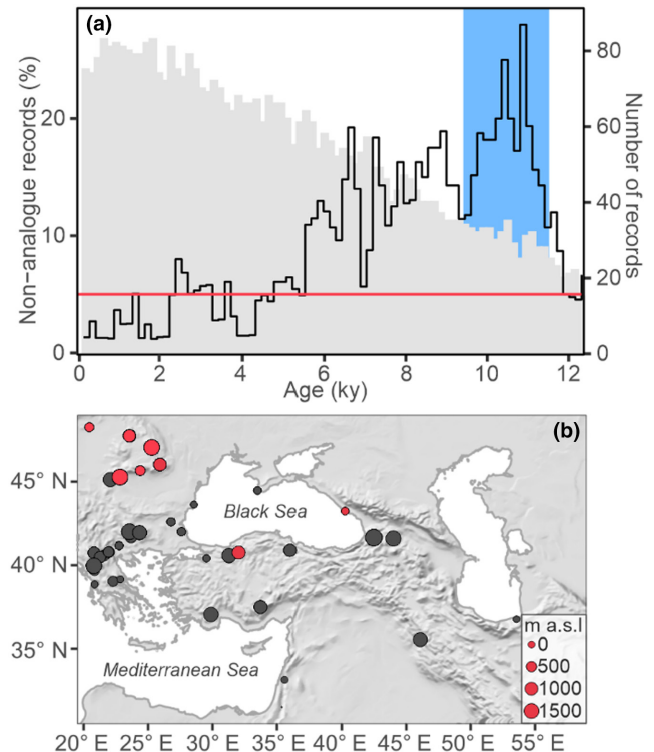 (a)
Non−analogue records (%)
Number of records
20
10
0
80
60
40
20
0
0 2 4 6 8 10 12
Age (ky)
(b)
45° N
40° N
35° N
Black Sea
Mediterranean Sea
m a.s.l
0
500
1000
1500
20° E 25° E 30° E 35° E 40° E 45° E 50° E 55° E